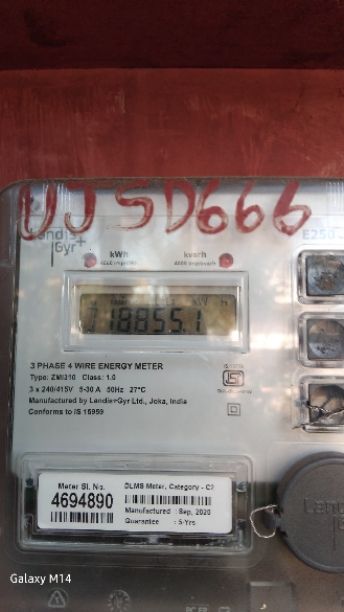 UJSD666
Landis
Gyr+
E250
kWh
kvarh
18855.1
kW h
3 PHASE 4 WIRE ENERGY METER
Type: ZMI310 Class: 1.0
3 x 240/415V 5-30 A 50Hz 27°C
Manufactured by Landis+Gyr Ltd., Joka, India
Conforms to IS 15959
Meter Sl. No.
4694890
DLMS Meter, Category - C2
Manufactured : Sep, 2020
Guarantee : 5-Yrs
Galaxy M14